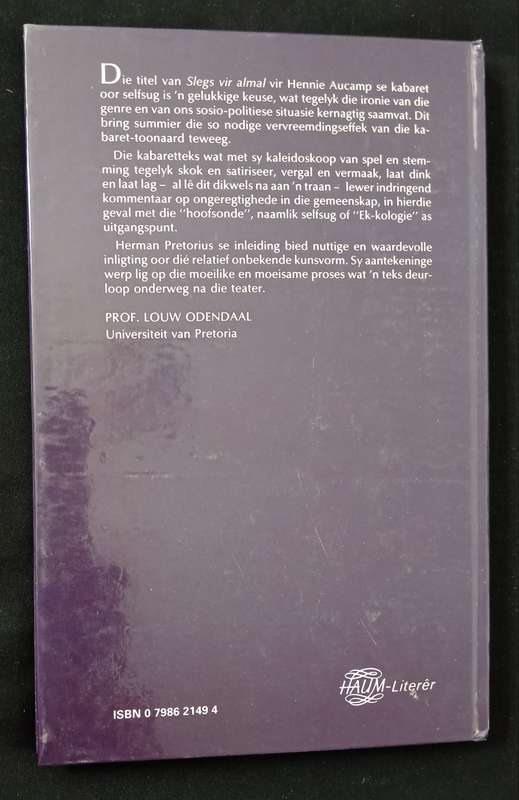 Die titel van Slegs vir almal vir Hennie Aucamp se kabaret
oor selfsug is 'n gelukkige keuse, wat tegelyk die ironie van die
genre en van ons sosio-politiese situasie kernagtig saamvat. Dit
bring summier die so nodige vervreemdingseffek van die ka-
baret-toonaard teweeg.
Die kabaretteks wat met sy kaleidoskoop van spel en stem-
ming tegelyk skok en satiriseer, vergal en vermaak, laat dink
en laat lag – al lê dit dikwels na aan 'n traan – lewer indringend
kommentaar op ongeregtighede in die gemeenskap, in hierdie
geval met die "hoofsonde", naamlik selfsug of "Ek-kologie" as
uitgangspunt.
Herman Pretorius se inleiding bied nuttige en waardevolle
inligting oor dié relatief onbekende kunsvorm. Sy aantekeninge
werp lig op die moeilike en moeisame proses wat 'n teks deur-
loop onderweg na die teater.
PROF. LOUW ODENDAAL
Universiteit van Pretoria
HAUM-Literêr
ISBN 0 7986 2149 4